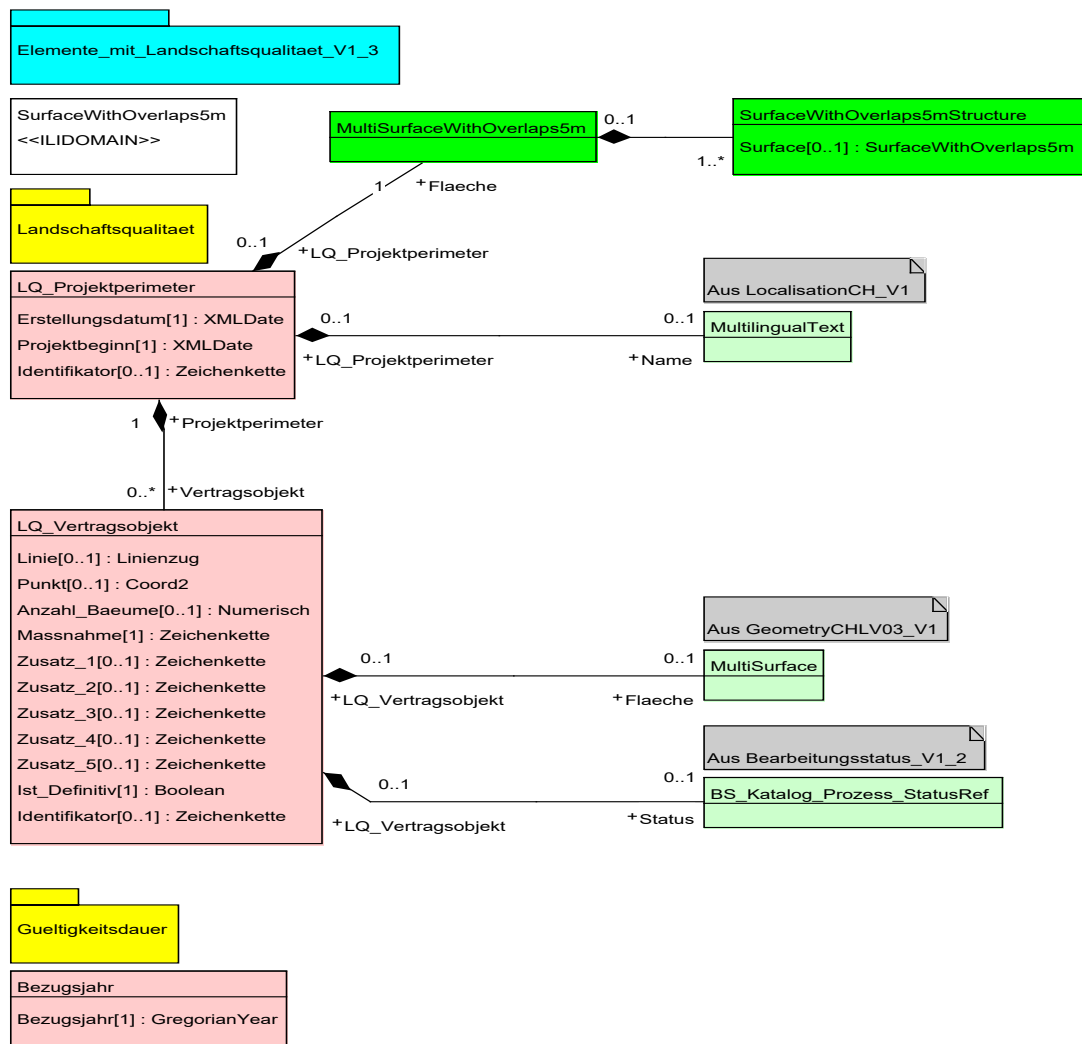 Elemente_mit_Landschaftsqualitaet_V1_3
SurfaceWithOverlaps5m
<<ILIDOMAIN>>
MultiSurfaceWithOverlaps5m
0..1
1..*
SurfaceWithOverlaps5mStructure
Surface[0..1] : SurfaceWithOverlaps5m
1
+Flaeche
Landschaftsqualitaet
0..1
+LQ_Projektperimeter
LQ_Projektperimeter
Erstellungsdatum[1] : XMLDate
Projektbeginn[1] : XMLDate
Identifikator[0..1] : Zeichenkette
Aus LocalisationCH_V1
0..1
0..1
MultilingualText
+LQ_Projektperimeter
+Name
1
+Projektperimeter
0..*
+Vertragsobjekt
LQ_Vertragsobjekt
Linie[0..1] : Linienzug
Punkt[0..1] : Coord2
Anzahl_Baeume[0..1] : Numerisch
Massnahme[1] : Zeichenkette
Zusatz_1[0..1] : Zeichenkette
Zusatz_2[0..1] : Zeichenkette
Zusatz_3[0..1] : Zeichenkette
Zusatz_4[0..1] : Zeichenkette
Zusatz_5[0..1] : Zeichenkette
Ist_Definitiv[1] : Boolean
Identifikator[0..1] : Zeichenkette
Aus GeometryCHLV03_V1
0..1
0..1
MultiSurface
+LQ_Vertragsobjekt
+Flaeche
Aus Bearbeitungsstatus_V1_2
0..1
0..1
BS_Katalog_Prozess_StatusRef
+LQ_Vertragsobjekt
+Status
Gueltigkeitsdauer
Bezugsjahr
Bezugsjahr[1] : GregorianYear